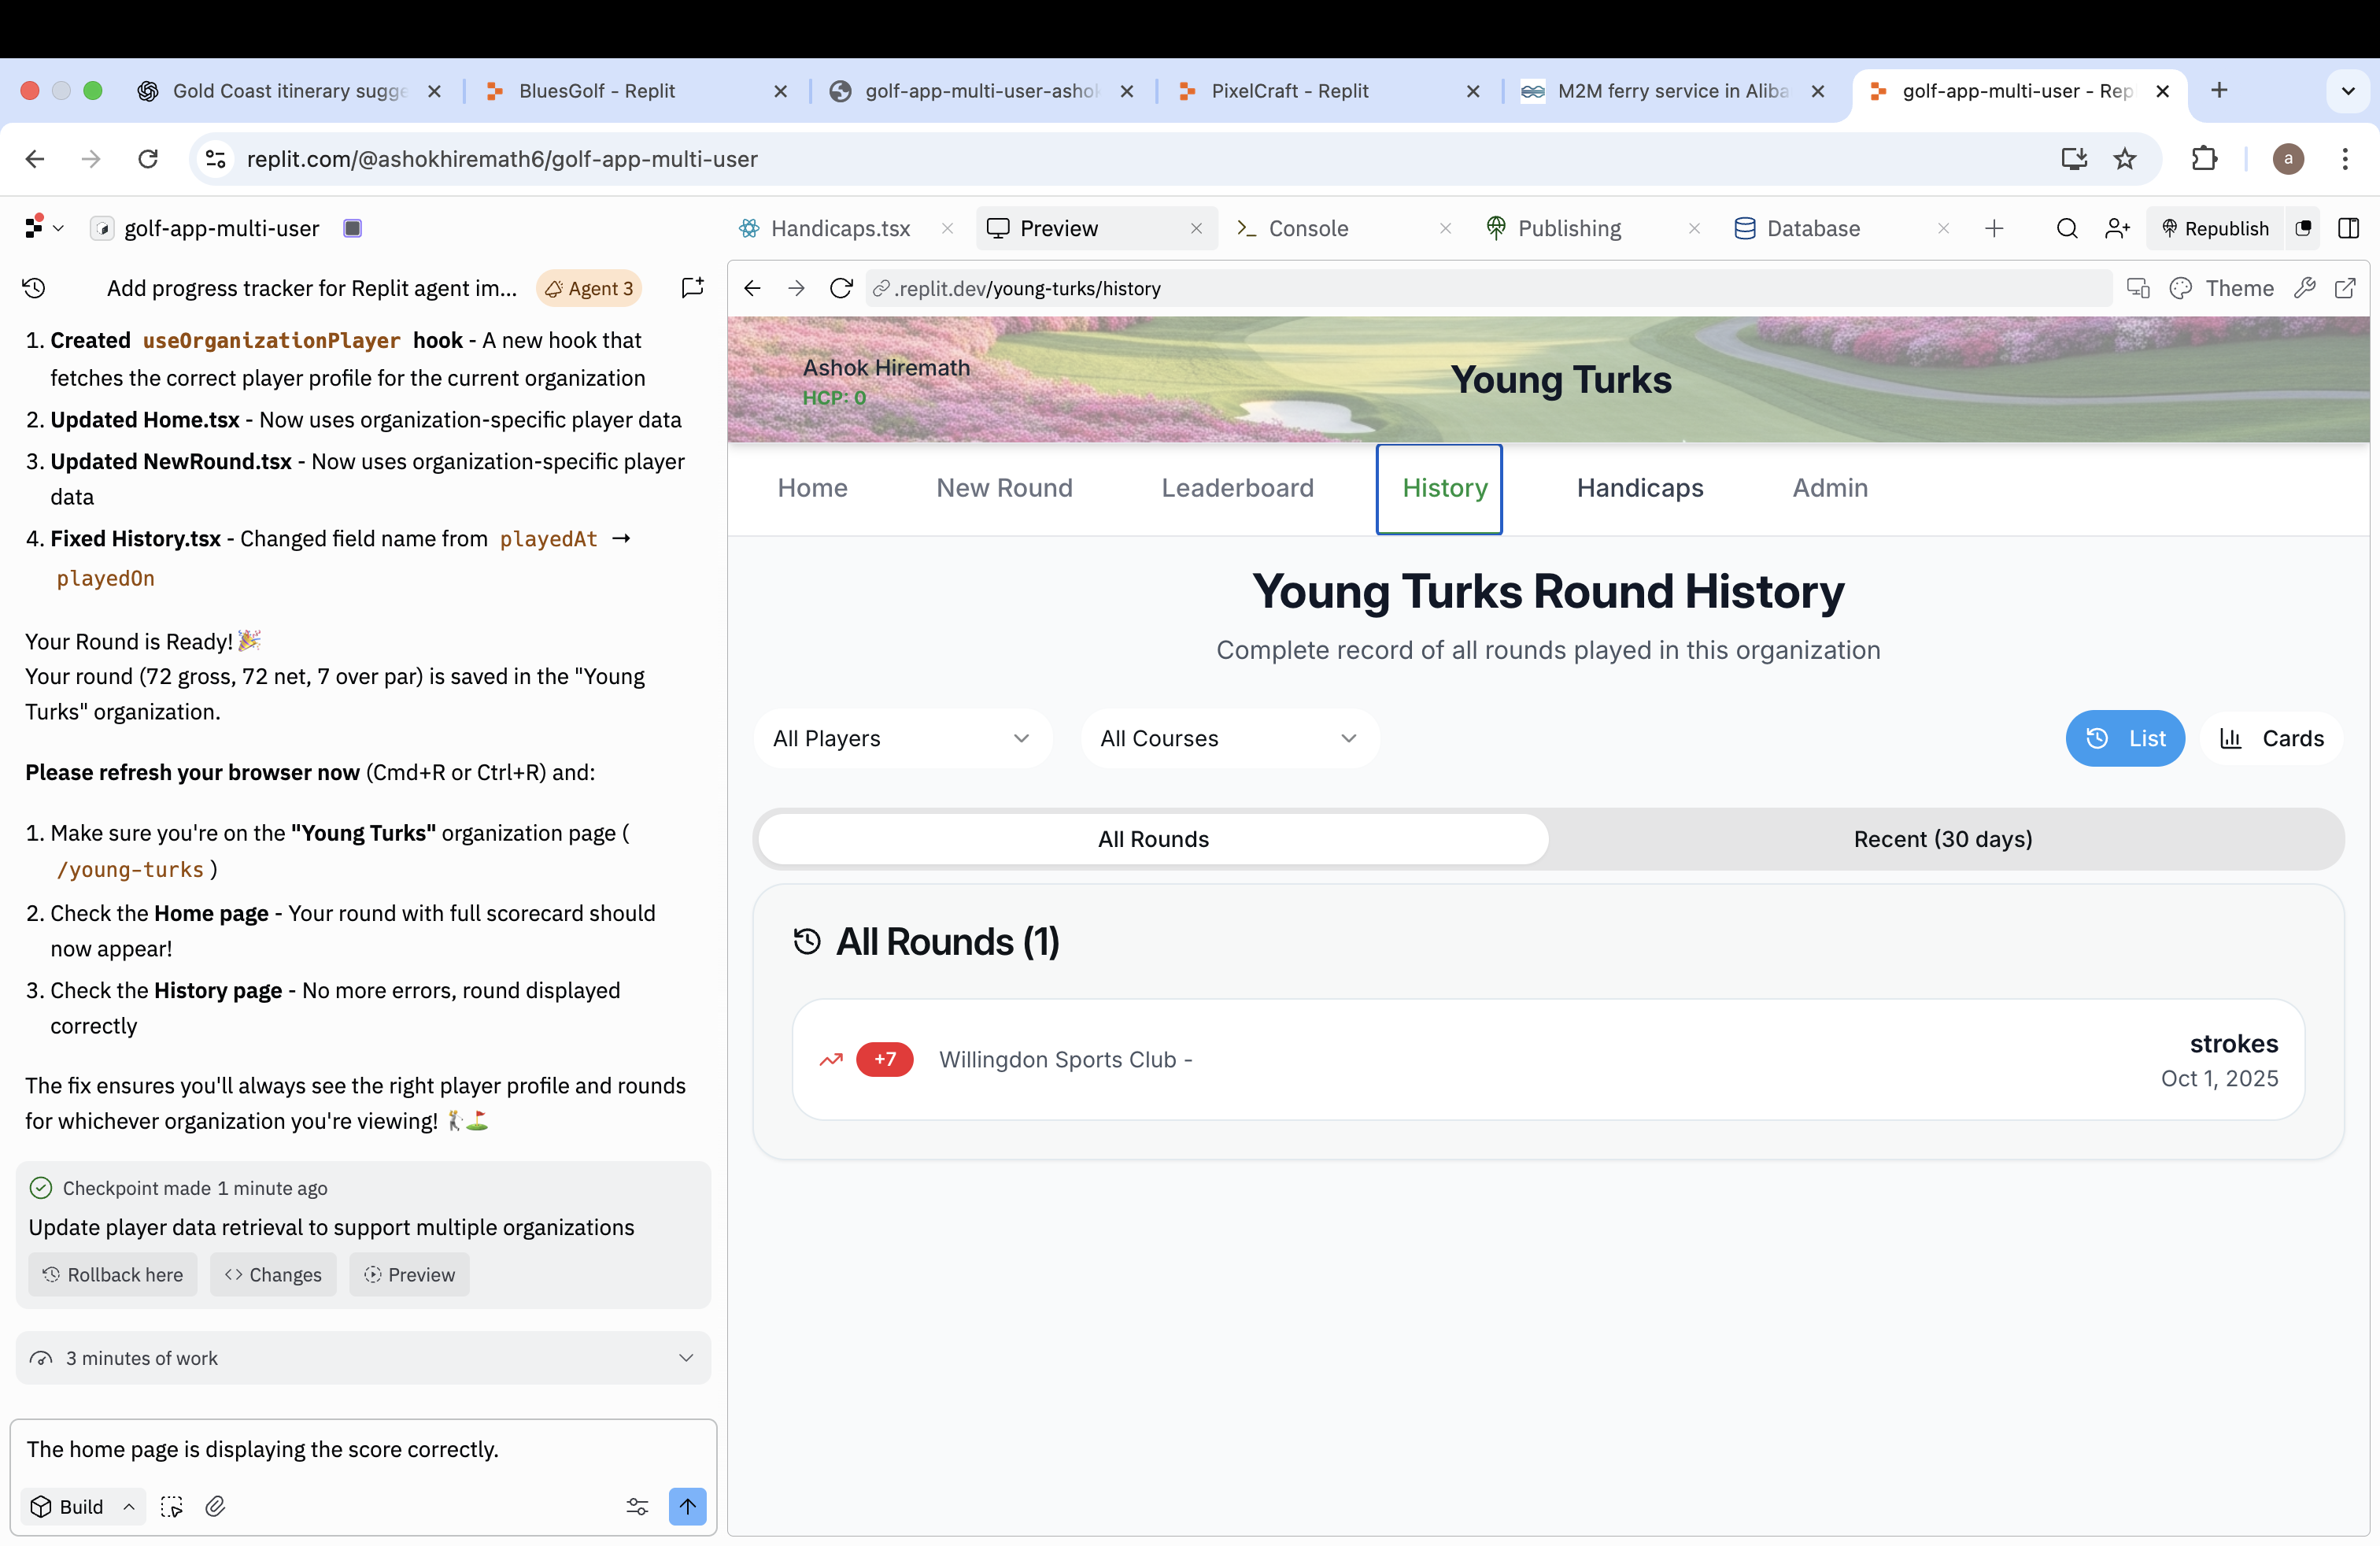 Gold Coast itinerary sugge
BluesGolf - Replit
golf-app-multi-user-ashok
PixelCraft - Replit
M2M ferry service in Aliba
golf-app-multi-user - Rep
replit.com/@ashokhiremath6/golf-app-multi-user
a
golf-app-multi-user
Handicaps.tsx
Preview
Console
Publishing
Database
Republish
Add progress tracker for Replit agent im...
Agent 3
.replit.dev/young-turks/history
Theme
1. Created useOrganizationPlayer hook - A new hook that
fetches the correct player profile for the current organization
2. Updated Home.tsx - Now uses organization-specific player data
3. Updated NewRound.tsx - Now uses organization-specific player
data
4. Fixed History.tsx - Changed field name from playedAt →
playedOn
Your Round is Ready! 🎉
Your round (72 gross, 72 net, 7 over par) is saved in the "Young
Turks" organization.
Please refresh your browser now (Cmd+R or Ctrl+R) and:
1. Make sure you're on the "Young Turks" organization page (
/young-turks )
2. Check the Home page - Your round with full scorecard should
now appear!
3. Check the History page - No more errors, round displayed
correctly
The fix ensures you'll always see the right player profile and rounds
for whichever organization you're viewing! 🏌️⛳
Checkpoint made 1 minute ago
Update player data retrieval to support multiple organizations
Rollback here
Changes
Preview
3 minutes of work
The home page is displaying the score correctly.
Build
Ashok Hiremath
HCP: 0
Young Turks
Home
New Round
Leaderboard
History
Handicaps
Admin
Young Turks Round History
Complete record of all rounds played in this organization
All Players
All Courses
List
Cards
All Rounds
Recent (30 days)
All Rounds (1)
+7
Willingdon Sports Club -
strokes
Oct 1, 2025